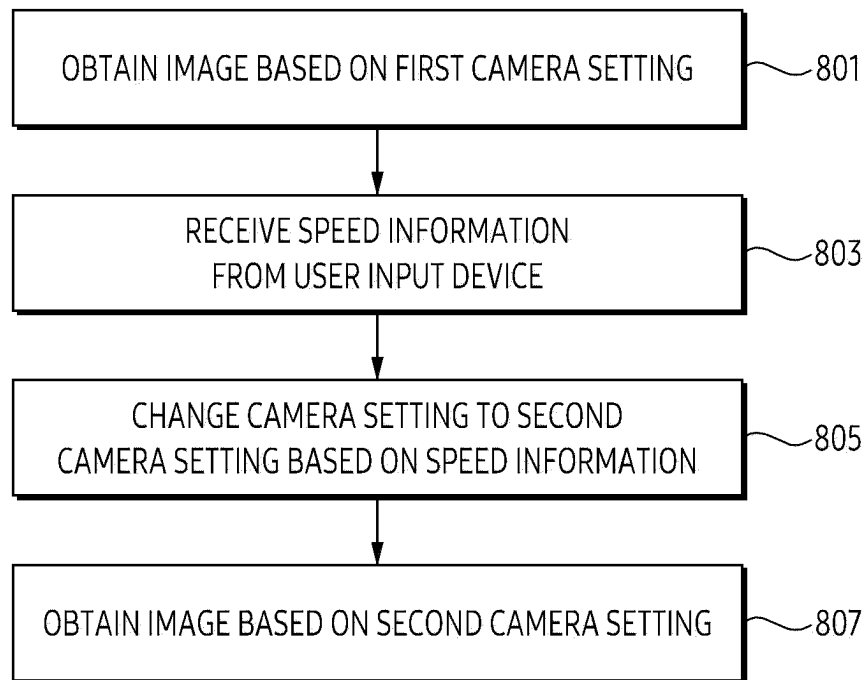 OBTAIN IMAGE BASED ON FIRST CAMERA SETTING
801
RECEIVE SPEED INFORMATION
FROM USER INPUT DEVICE
803
CHANGE CAMERA SETTING TO SECOND
CAMERA SETTING BASED ON SPEED INFORMATION
805
OBTAIN IMAGE BASED ON SECOND CAMERA SETTING
807